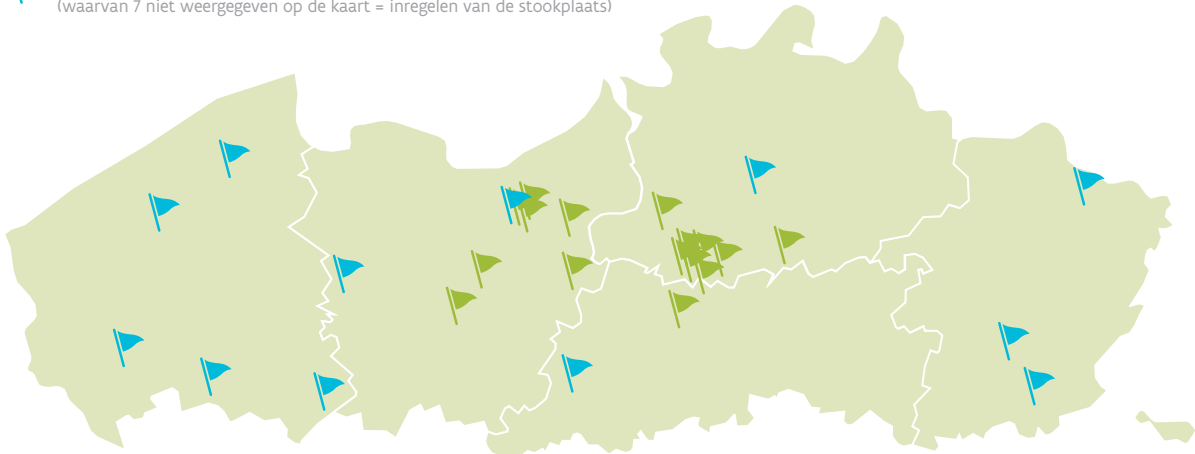 (waarvan 7 niet weergegeven op de kaart = inregelen van de stookplaats)